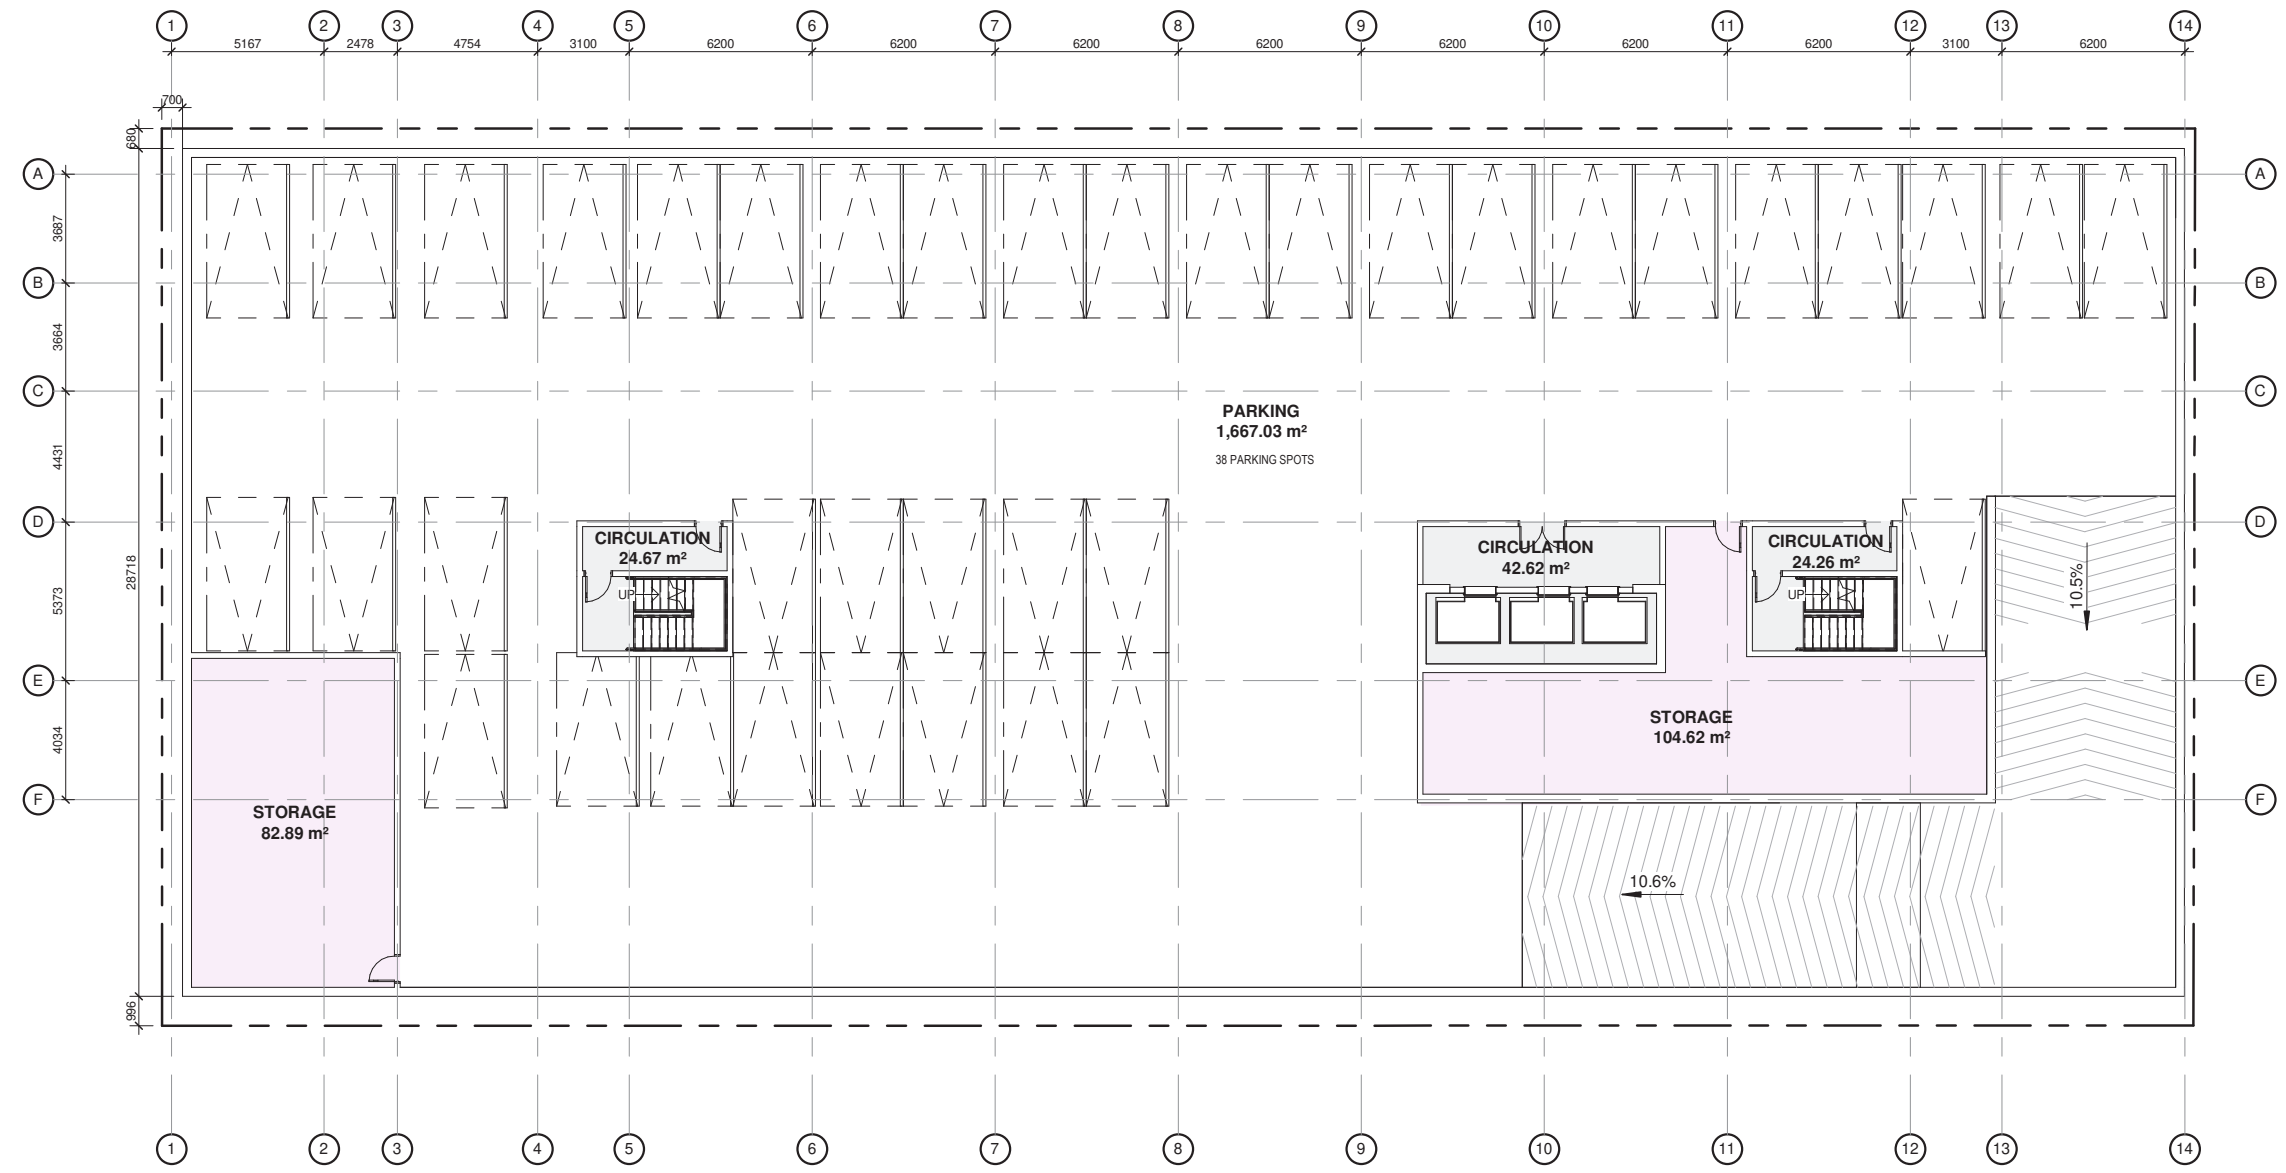 1 2 3 4 5 6 7 8 9 10 11 12 13 14
5167 2478 4754 3100 6200 6200 6200 6200 6200 6200 6200 3100 6200
700
680
A A
3687
B B
3664
C C
PARKING
1,667.03 m²
38 PARKING SPOTS
4431
D D
CIRCULATION
24.67 m²
UP
CIRCULATION
42.62 m²
CIRCULATION
24.26 m²
UP
10.5%
28718
5373
E E
STORAGE
104.62 m²
4034
F F
STORAGE
82.89 m²
10.6%
996
1 2 3 4 5 6 7 8 9 10 11 12 13 14